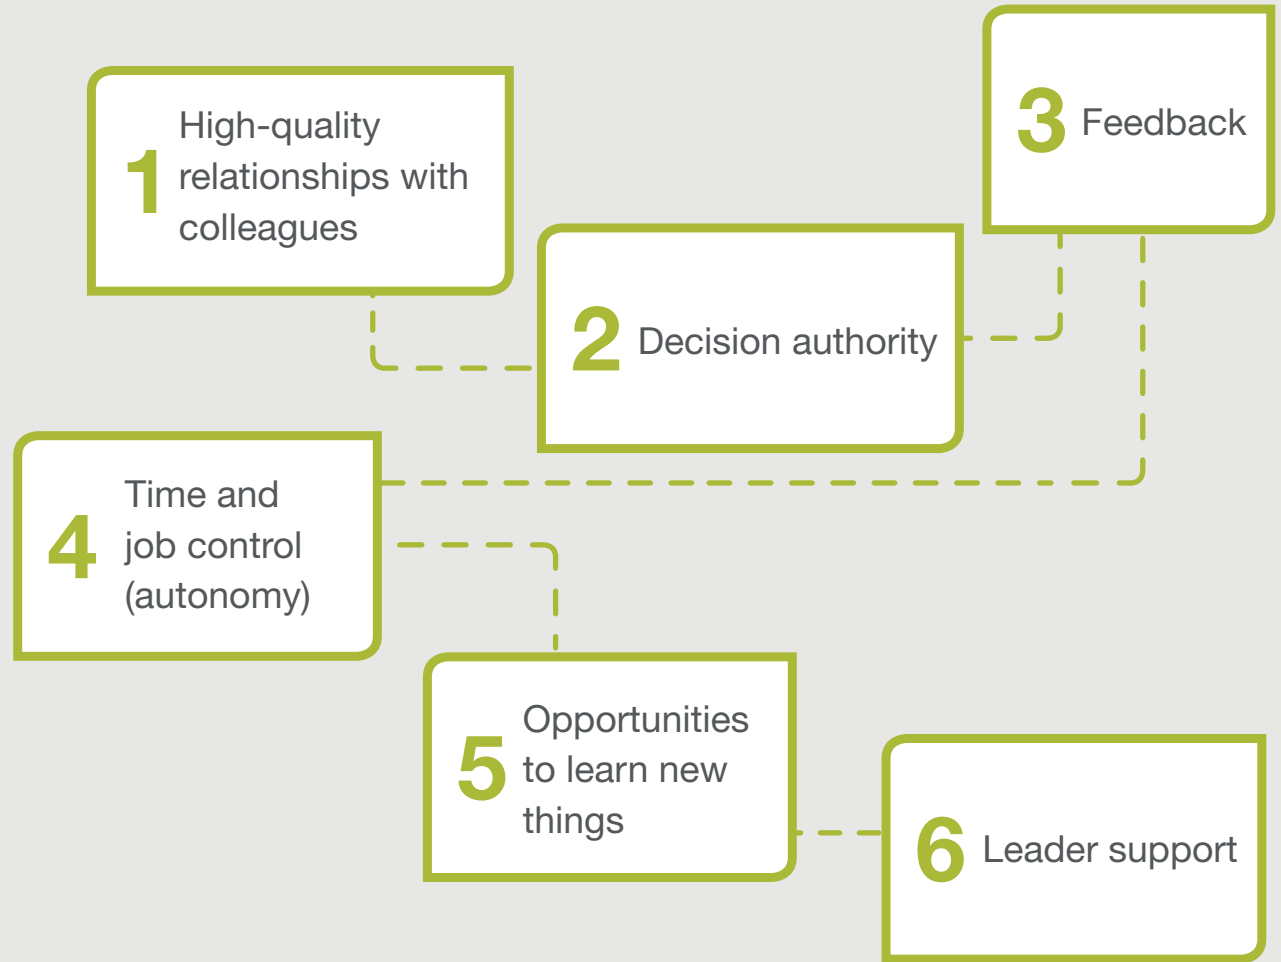 1
High-quality
relationships with
colleagues
2
Decision authority
3
Feedback
4
Time and
job control
(autonomy)
5
Opportunities
to learn new
things
6
Leader support